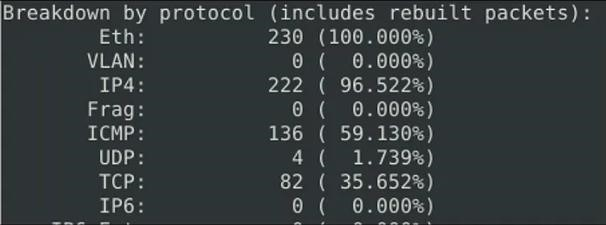 Breakdown by protocol (includes rebuilt packets):
Eth: 230 (100.000%)
VLAN: 0 ( 0.000%)
IP4: 222 ( 96.522%)
Frag: 0 ( 0.000%)
ICMP: 136 ( 59.130%)
UDP: 4 ( 1.739%)
TCP: 82 ( 35.652%)
IP6: 0 ( 0.000%)